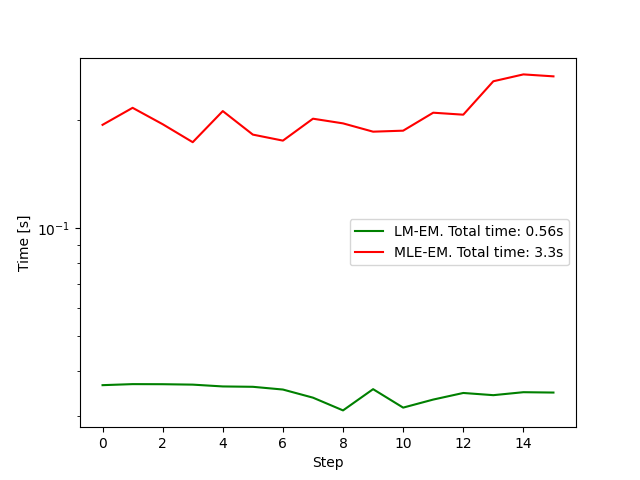 Time [s]
10⁻¹
LM-EM. Total time: 0.56s
MLE-EM. Total time: 3.3s
0 2 4 6 8 10 12 14
Step